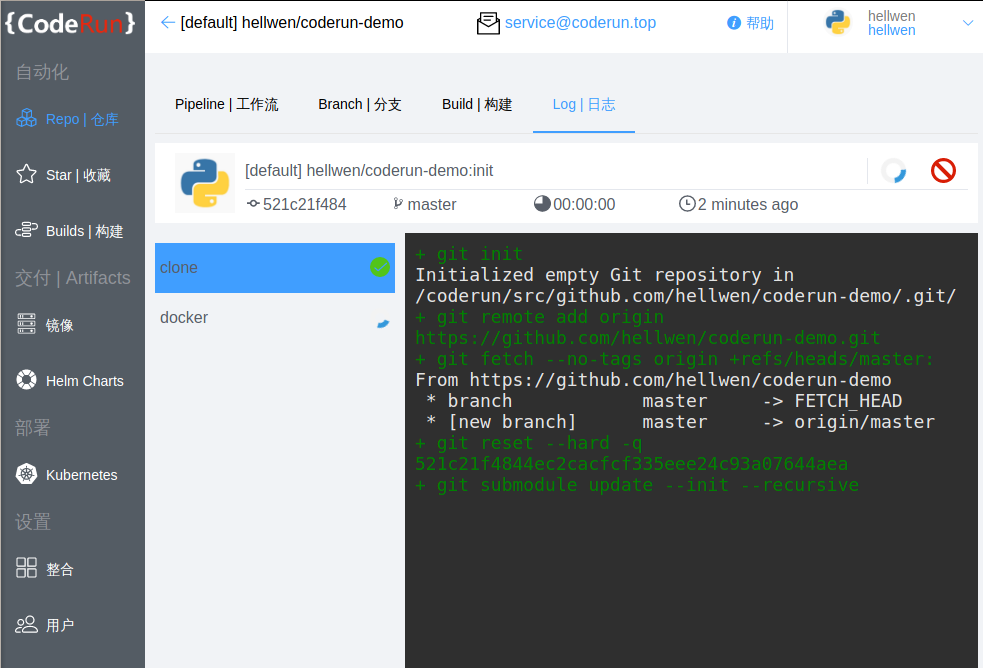 {CodeRun}
[default] hellwen/coderun-demo
service@coderun.top
帮助
hellwen
hellwen
自动化
Repo | 仓库
Star | 收藏
Builds | 构建
交付 | Artifacts
镜像
Helm Charts
部署
Kubernetes
设置
整合
用户
Pipeline | 工作流
Branch | 分支
Build | 构建
Log | 日志
[default] hellwen/coderun-demo:init
521c21f484
master
00:00:00
2 minutes ago
clone
docker
+ git init
Initialized empty Git repository in
/coderun/src/github.com/hellwen/coderun-demo/.git/
+ git remote add origin
https://github.com/hellwen/coderun-demo.git
+ git fetch --no-tags origin +refs/heads/master:
From https://github.com/hellwen/coderun-demo
* branch master -> FETCH_HEAD
* [new branch] master -> origin/master
+ git reset --hard -q
521c21f4844ec2cacfcf335eee24c93a07644aea
+ git submodule update --init --recursive